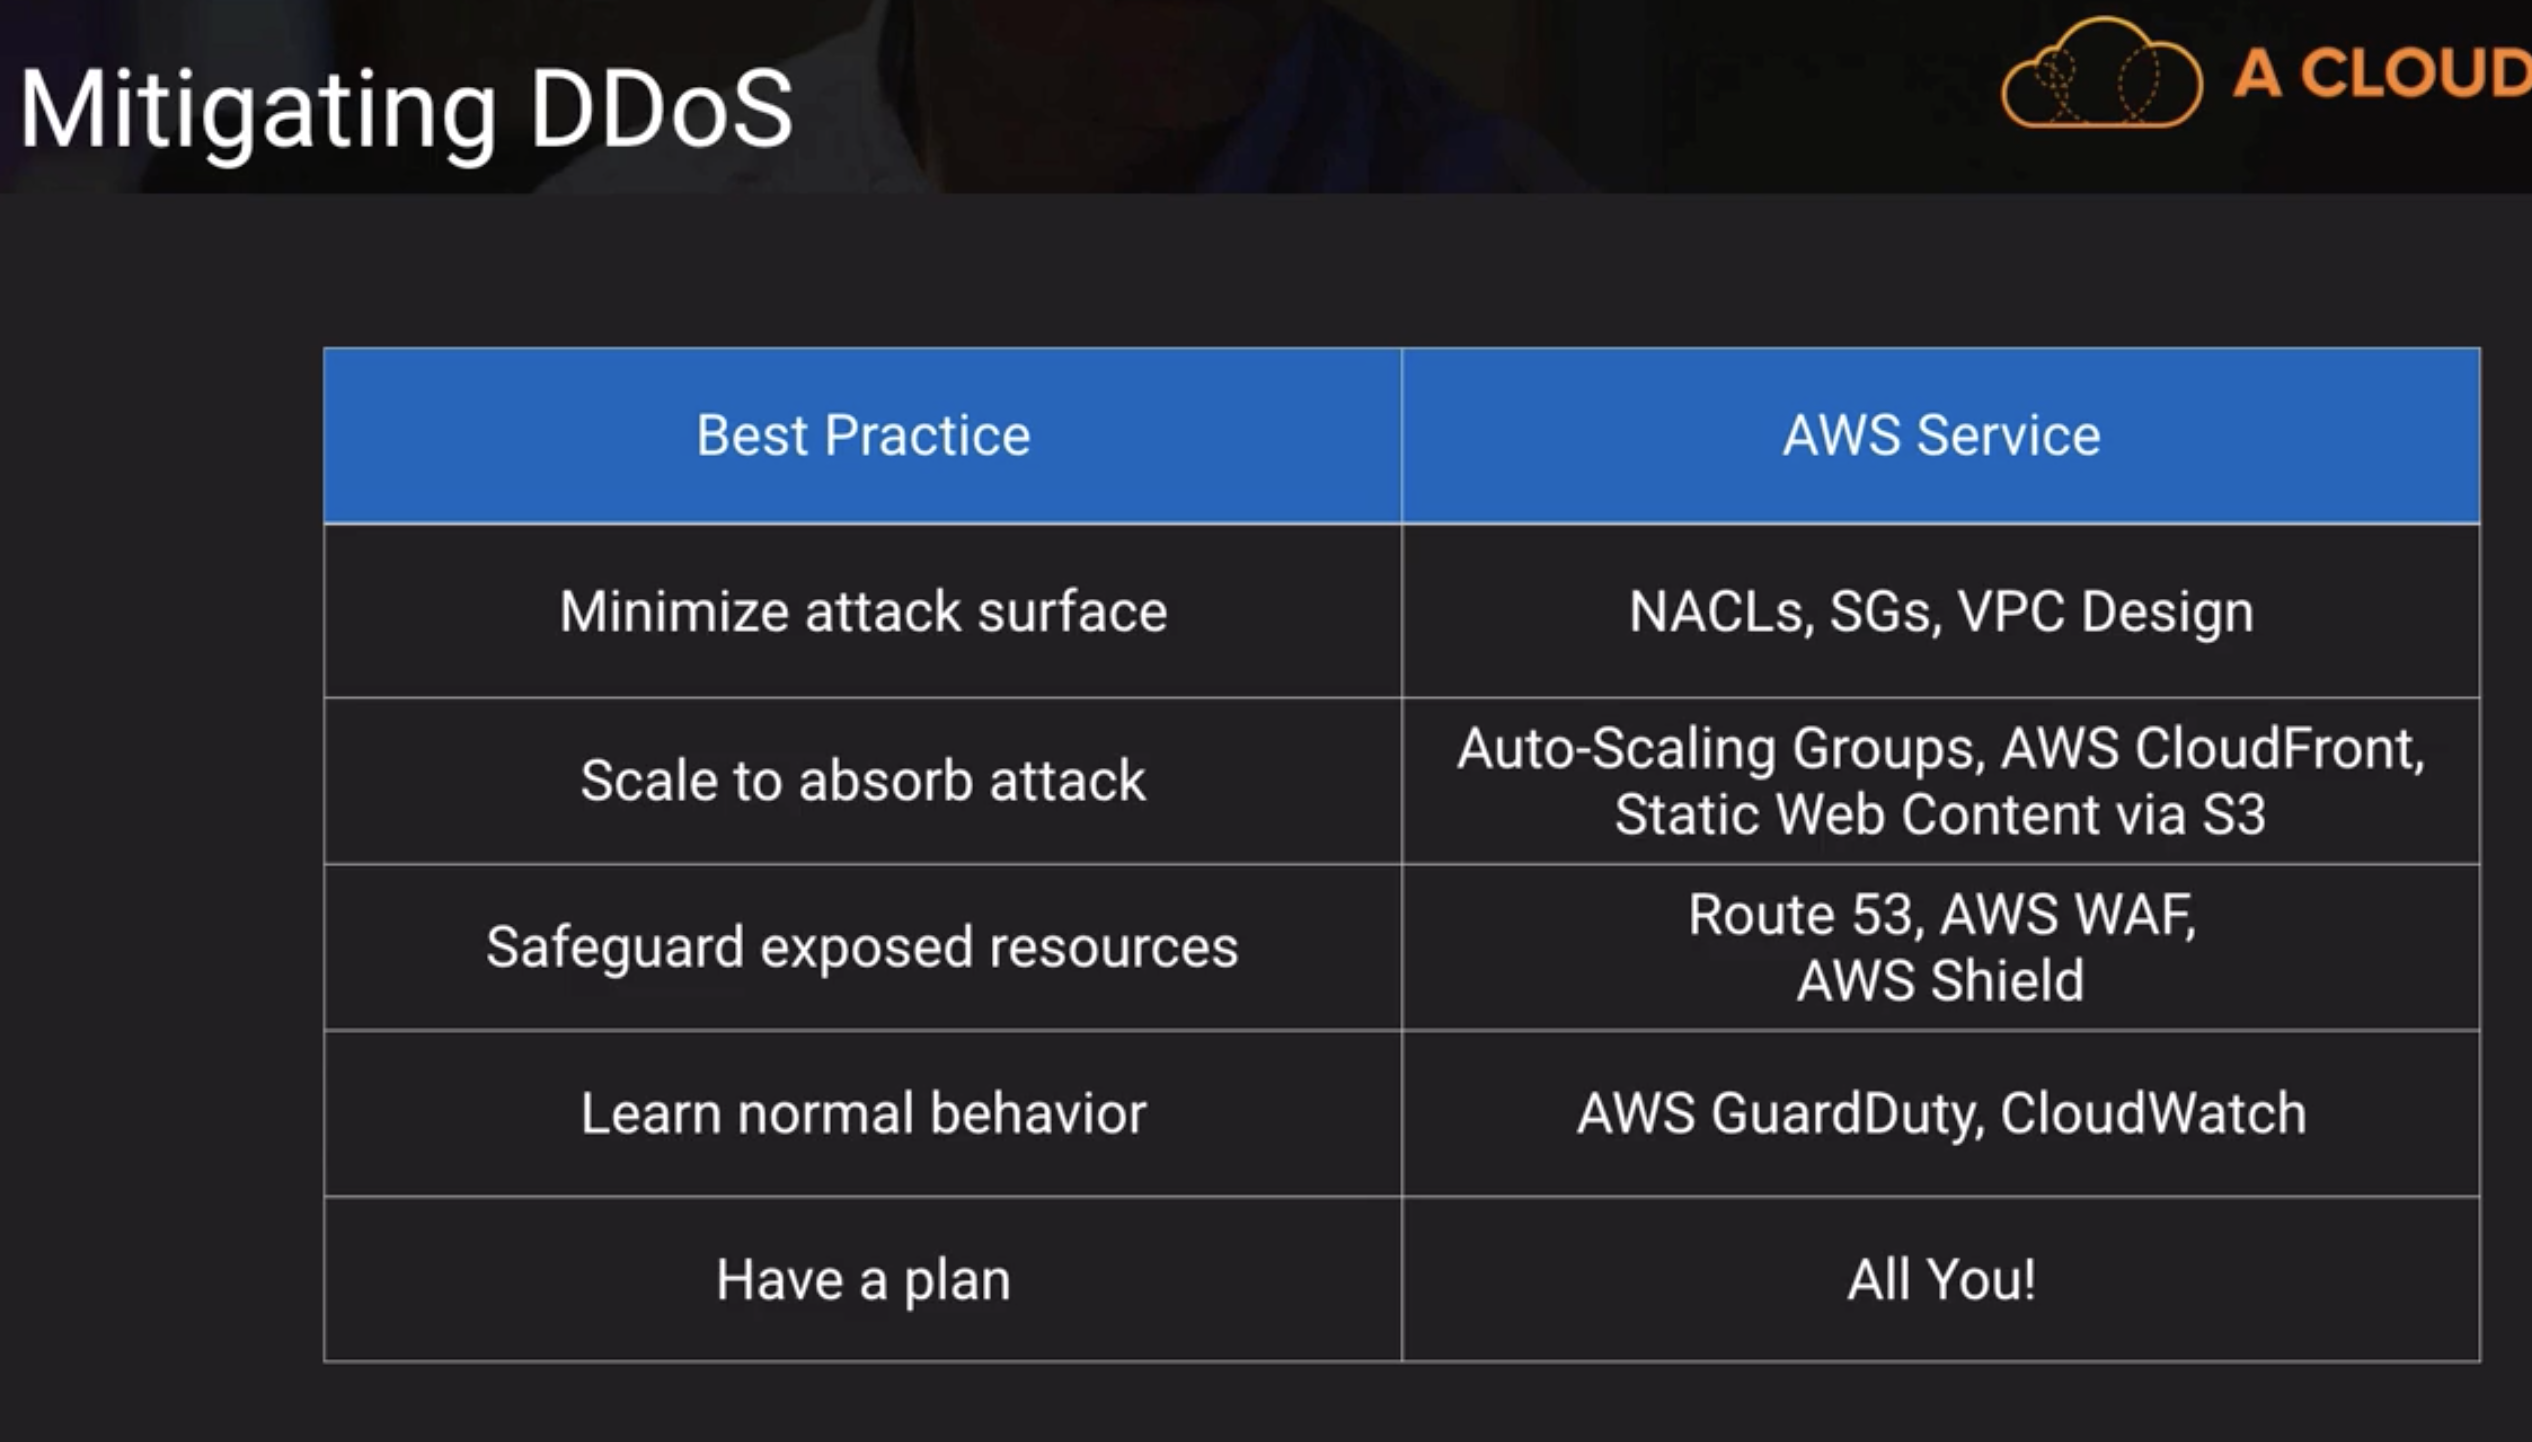 Mitigating DDoS
A CLOUD
Best Practice
AWS Service
Minimize attack surface
NACLs, SGs, VPC Design
Scale to absorb attack
Auto-Scaling Groups, AWS CloudFront,
Static Web Content via S3
Safeguard exposed resources
Route 53, AWS WAF,
AWS Shield
Learn normal behavior
AWS GuardDuty, CloudWatch
Have a plan
All You!